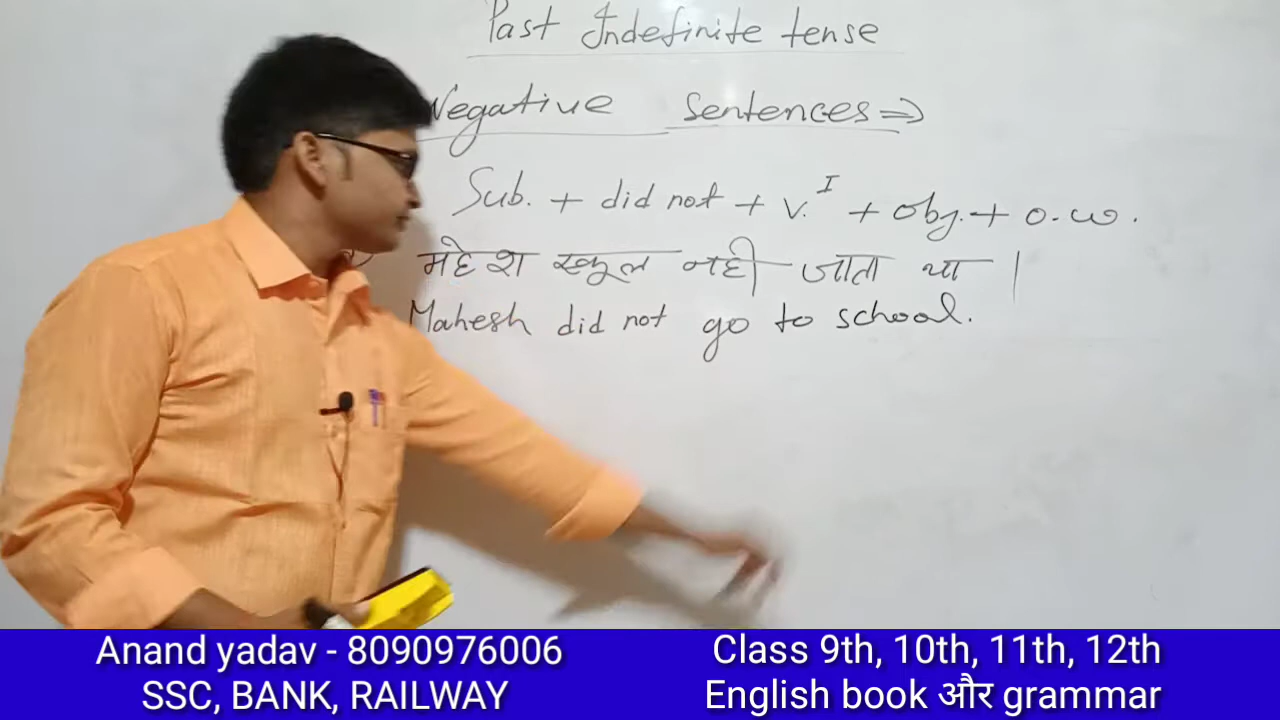 Past Indefinite tense
Negative Sentences ⇒
Sub. + did not + V.I + Obj. + O.W.
महेश स्कूल नही जाता था |
Mahesh did not go to school.
Anand yadav - 8090976006
SSC, BANK, RAILWAY
Class 9th, 10th, 11th, 12th
English book और grammar